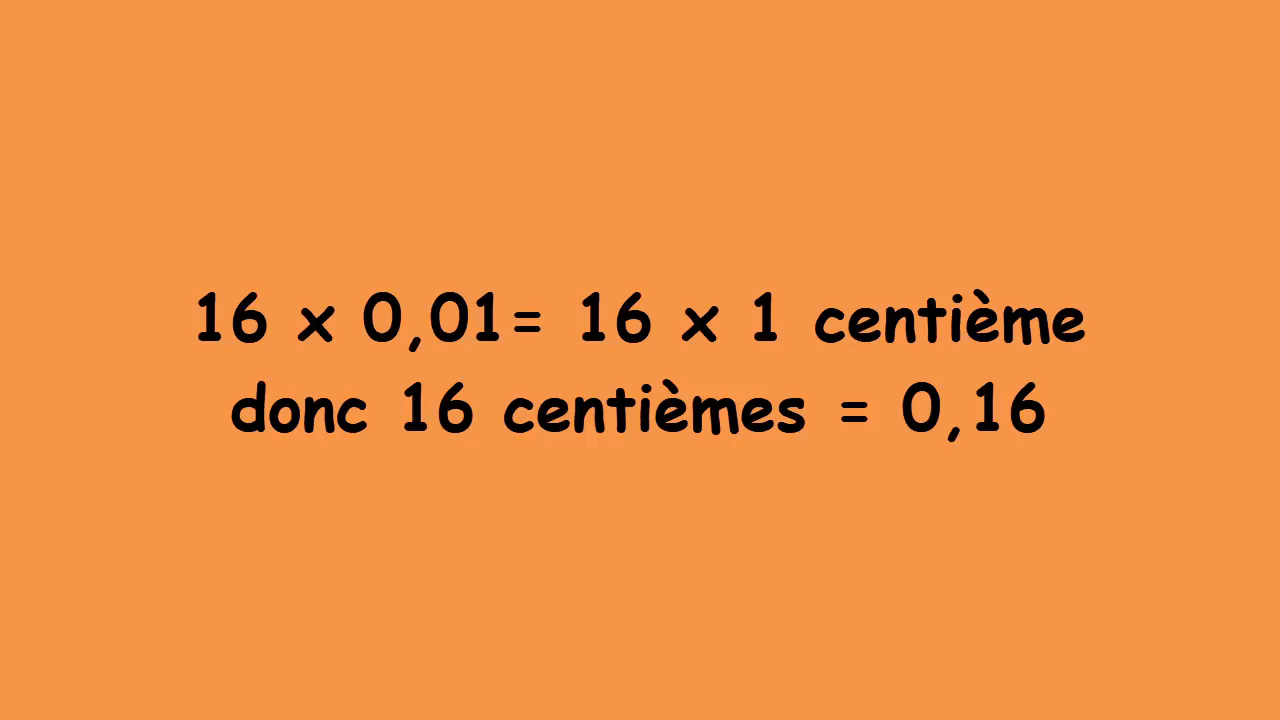 16 x 0,01= 16 x 1 centième
donc 16 centièmes = 0,16